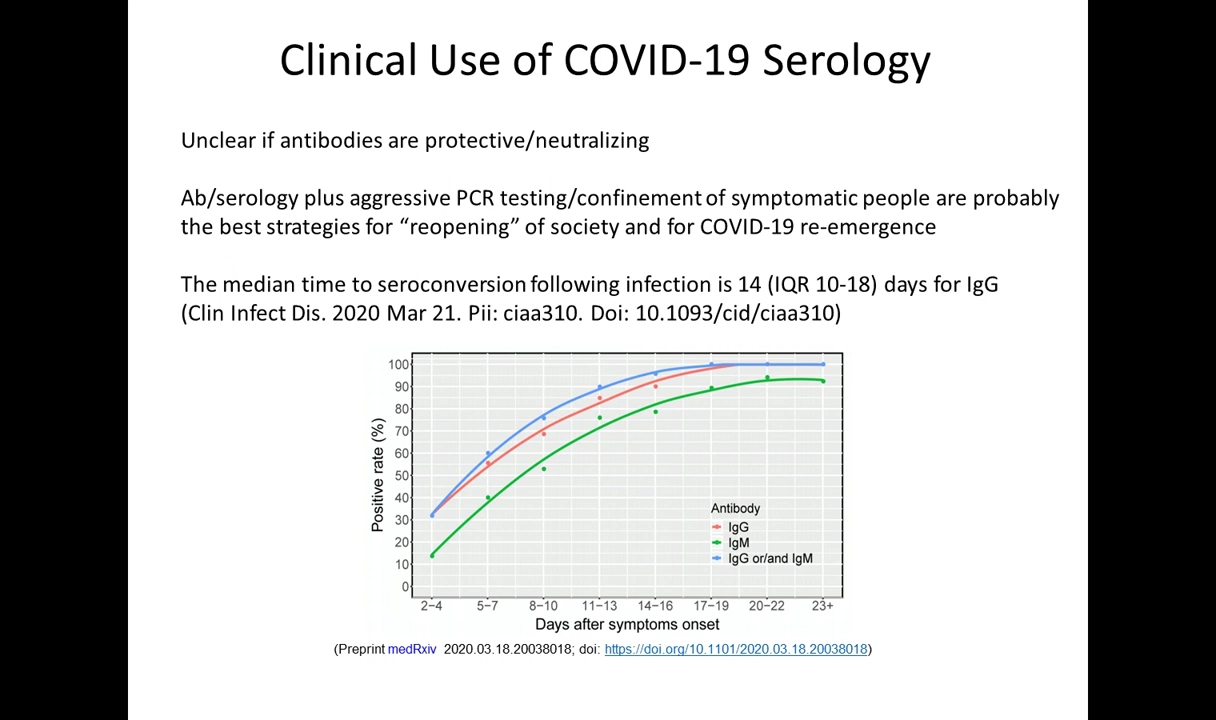 Clinical Use of COVID-19 Serology
Unclear if antibodies are protective/neutralizing
Ab/serology plus aggressive PCR testing/confinement of symptomatic people are probably
the best strategies for “reopening” of society and for COVID-19 re-emergence
The median time to seroconversion following infection is 14 (IQR 10-18) days for IgG
(Clin Infect Dis. 2020 Mar 21. Pii: ciaa310. Doi: 10.1093/cid/ciaa310)
Positive rate (%)
100
90
80
70
60
50
40
30
20
10
0
Antibody
IgG
IgM
IgG or/and IgM
2−4 5−7 8−10 11−13 14−16 17−19 20−22 23+
Days after symptoms onset
(Preprint medRxiv 2020.03.18.20038018; doi: https://doi.org/10.1101/2020.03.18.20038018)